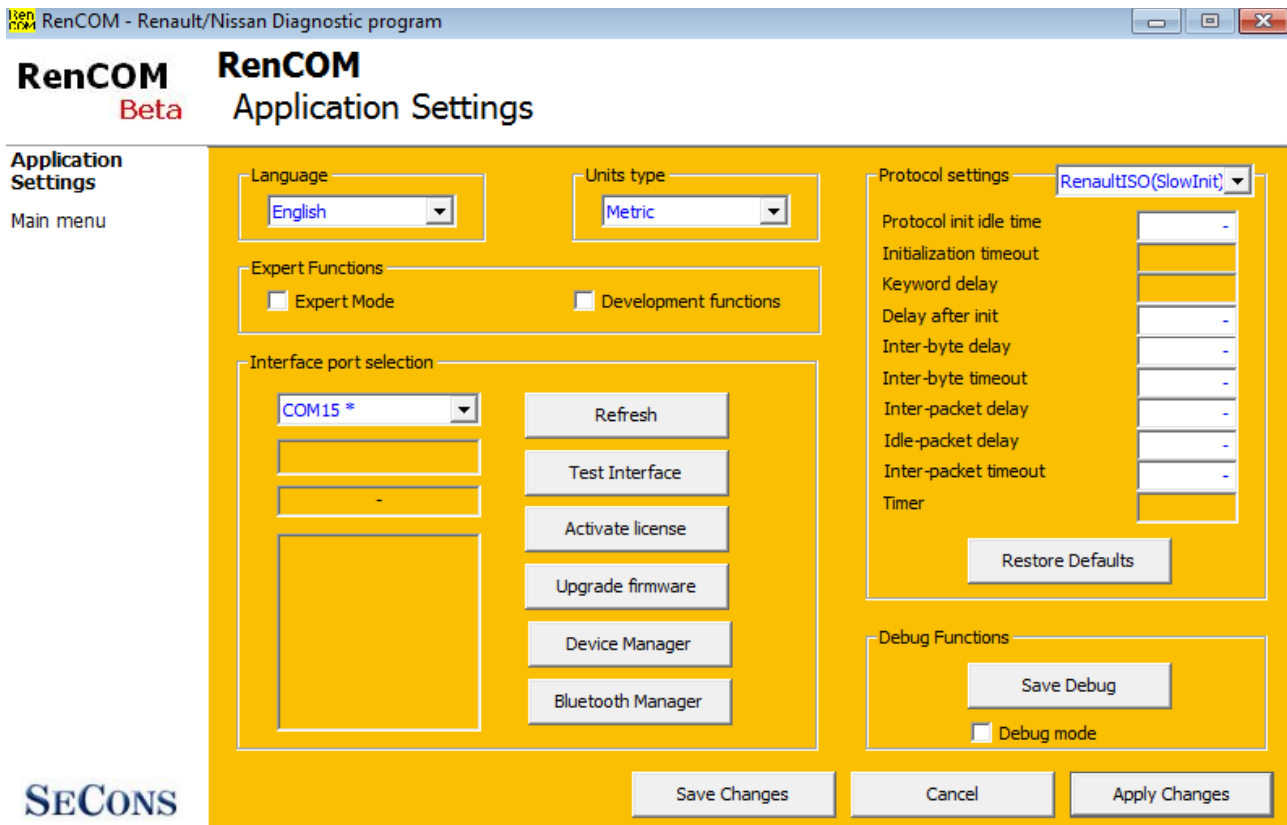 Ren
COM
RenCOM - Renault/Nissan Diagnostic program
RenCOM
Beta
RenCOM
Application Settings
Application
Settings
Main menu
Language
English
Units type
Metric
Expert Functions
Expert Mode
Development functions
Interface port selection
COM15 *
-
Refresh
Test Interface
Activate license
Upgrade firmware
Device Manager
Bluetooth Manager
Protocol settings
RenaultISO(SlowInit)
Protocol init idle time -
Initialization timeout
Keyword delay
Delay after init -
Inter-byte delay -
Inter-byte timeout -
Inter-packet delay -
Idle-packet delay -
Inter-packet timeout -
Timer
Restore Defaults
Debug Functions
Save Debug
Debug mode
SECONS
Save Changes
Cancel
Apply Changes